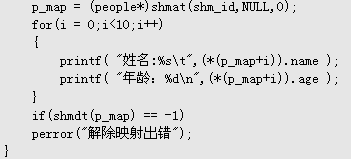 p_map = (people*)shmat(shm_id,NULL,0);
for(i = 0;i<10;i++)
{
printf( "姓名:%s\t",(*(p_map+i)).name );
printf( "年龄: %d\n",(*(p_map+i)).age );
}
if(shmdt(p_map) == -1)
perror("解除映射出错");
}